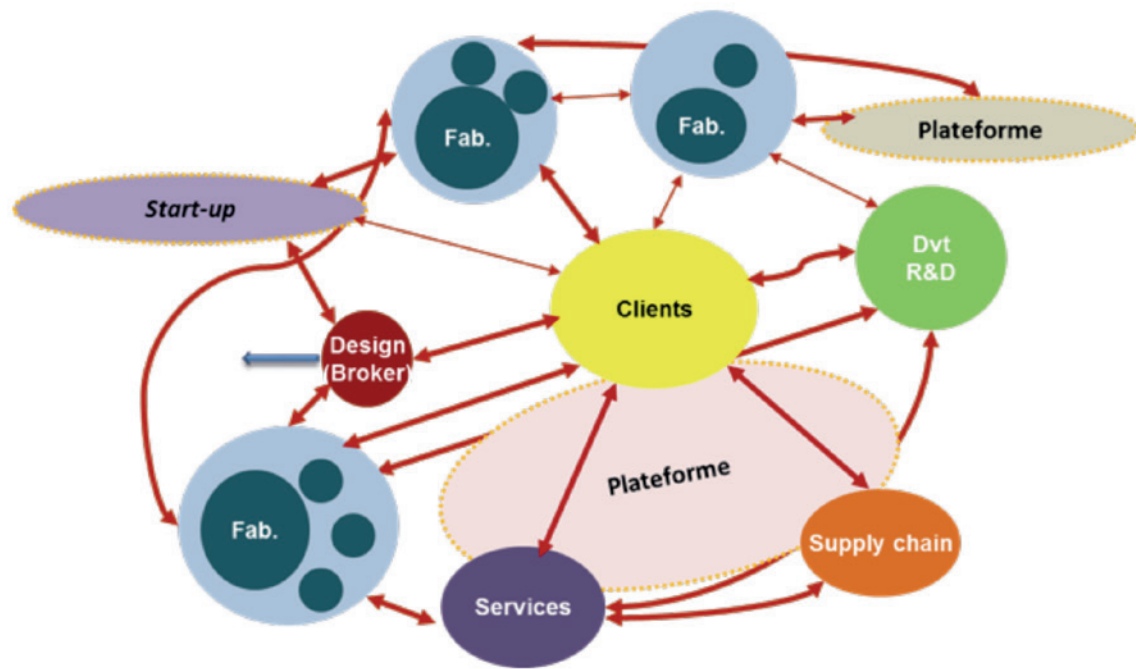 Fab.
Fab.
Plateforme
Start-up
Dvt
R&D
Clients
Design
(Broker)
Plateforme
Fab.
Supply chain
Services